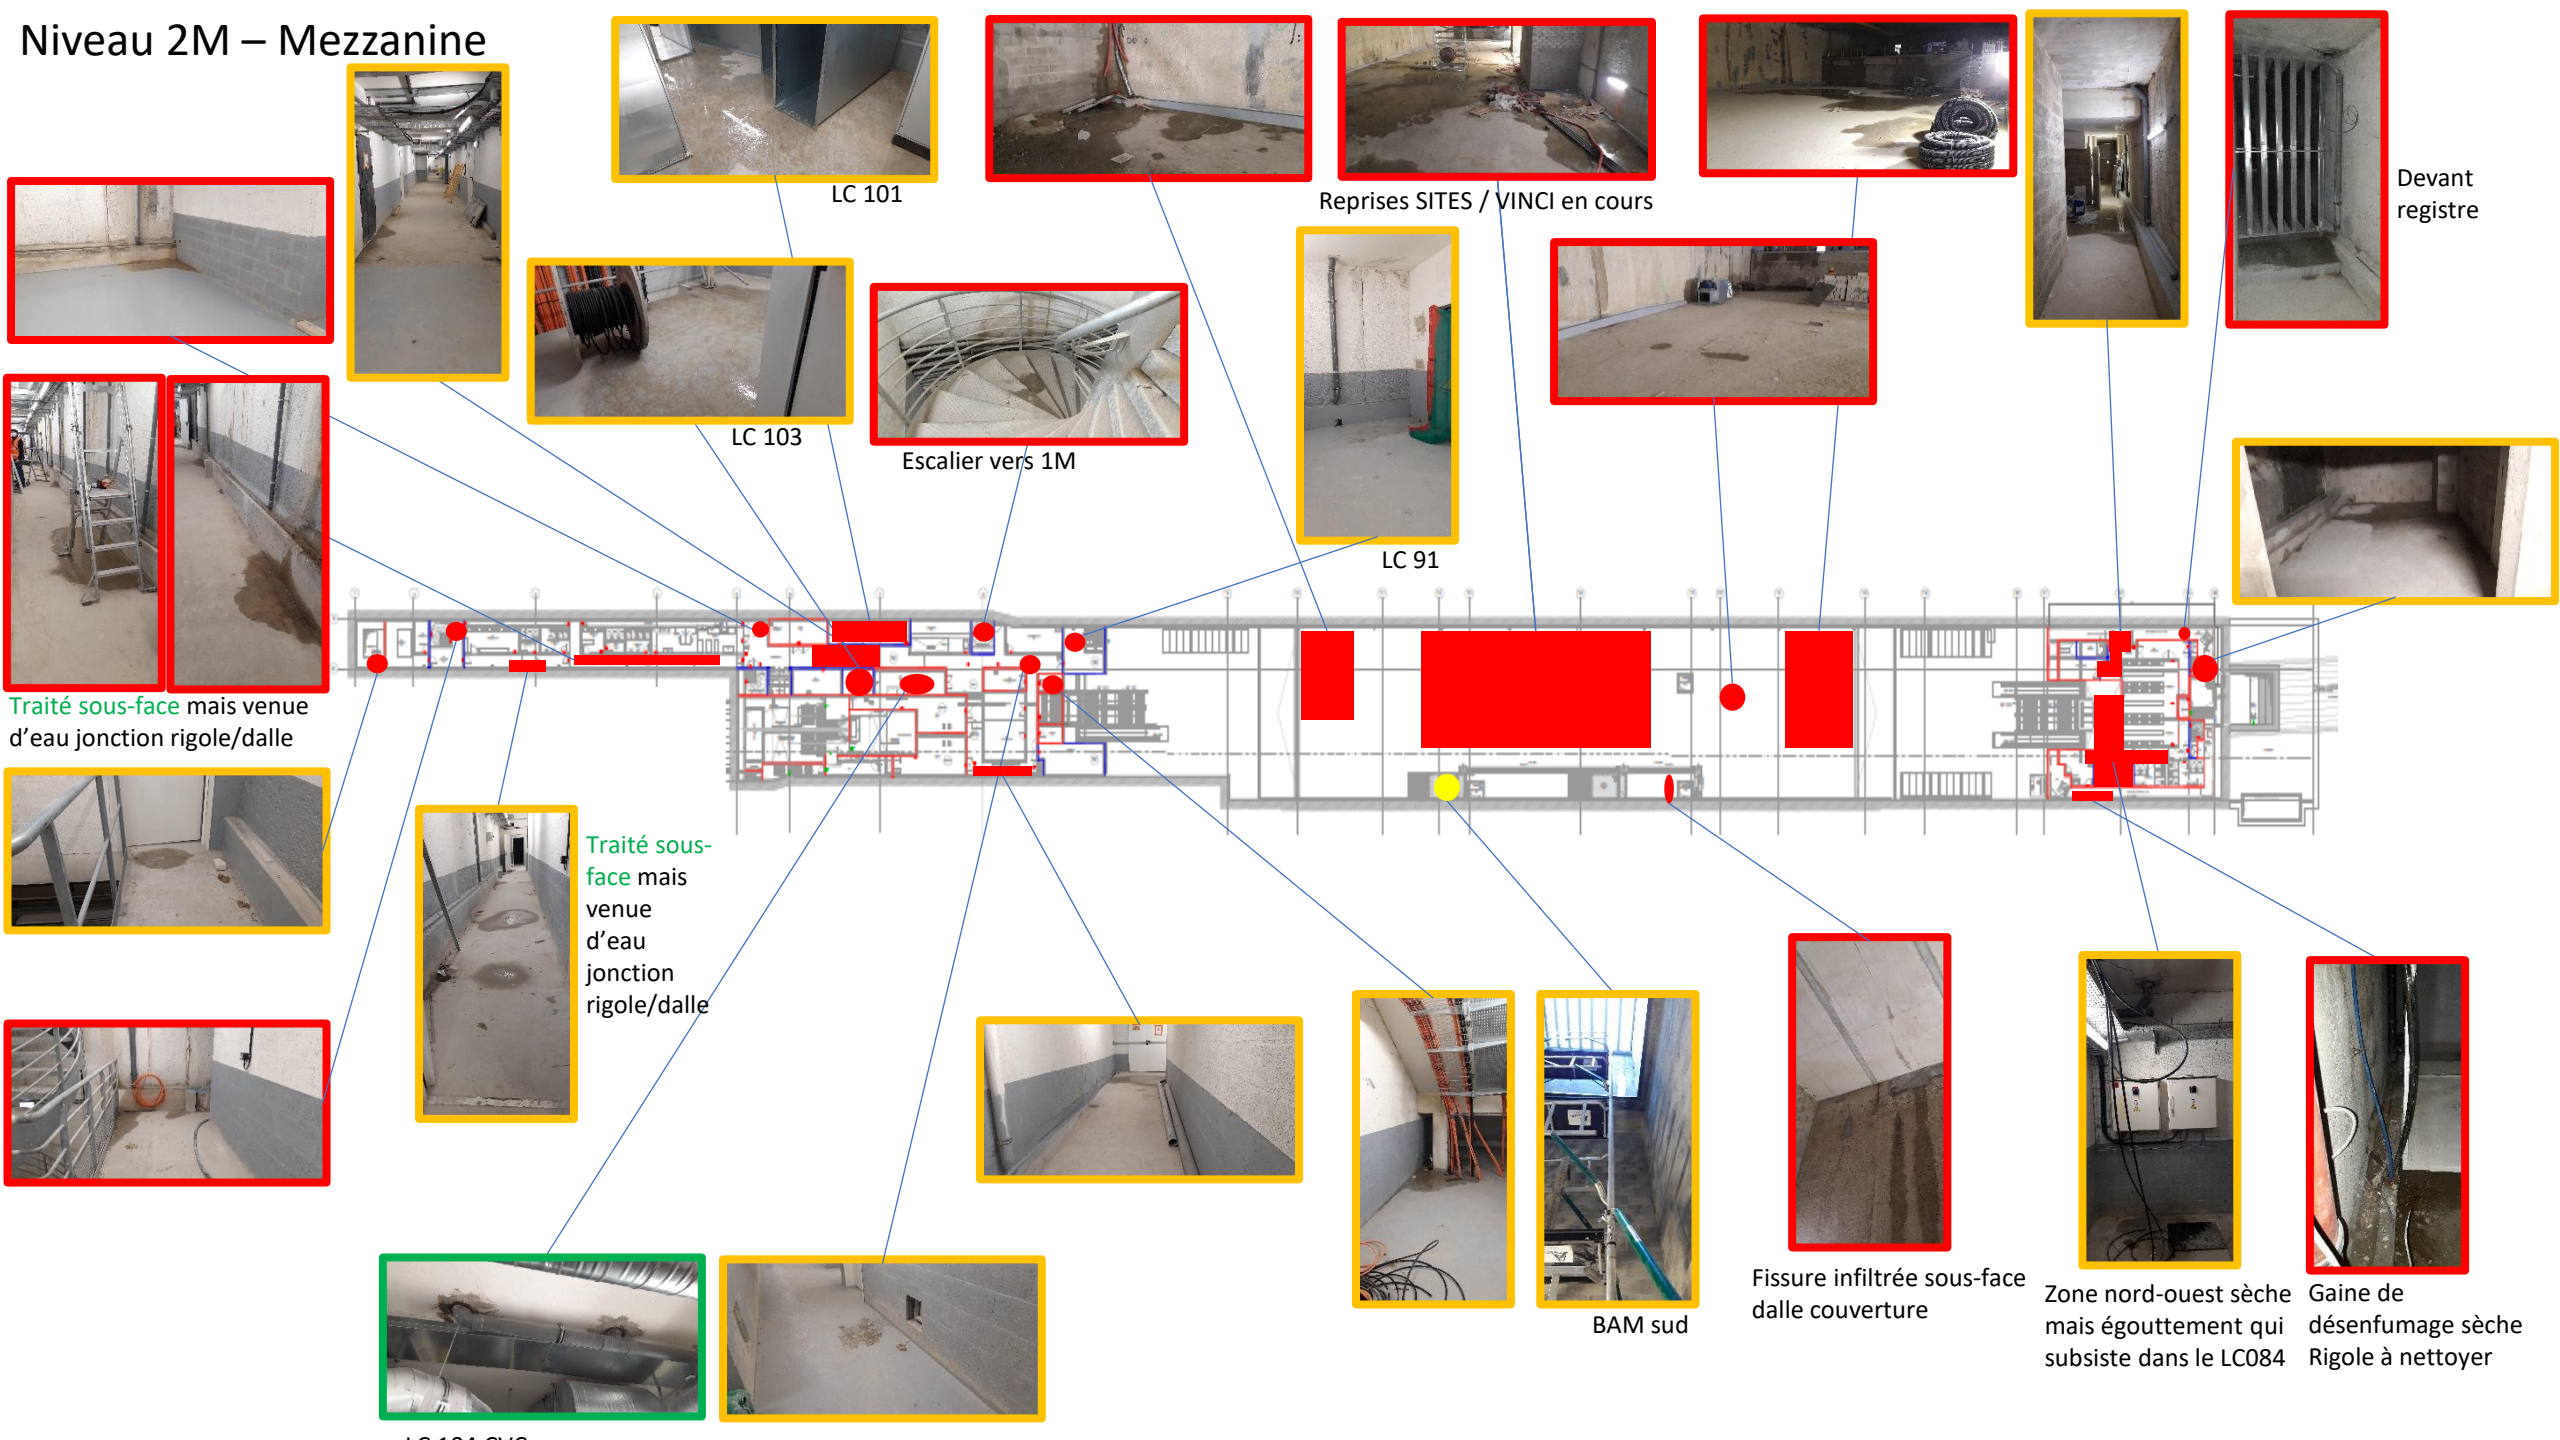 Niveau 2M – Mezzanine
LC 101
Reprises SITES / VINCI en cours
Devant
registre
LC 103
Escalier vers 1M
LC 91
Traité sous-face mais venue
d’eau jonction rigole/dalle
Traité sous-
face mais
venue
d’eau
jonction
rigole/dalle
Fissure infiltrée sous-face
dalle couverture
BAM sud
Zone nord-ouest sèche
mais égouttement qui
subsiste dans le LC084
Gaine de
désenfumage sèche
Rigole à nettoyer